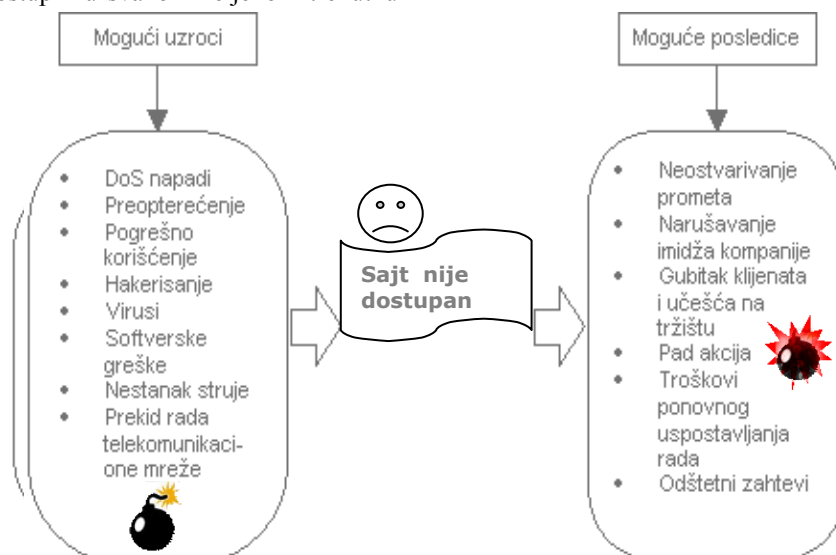 Mogući uzroci
• DoS napadi
• Preopterećenje
• Pogrešno
korišćenje
• Hakerisanje
• Virusi
• Softverske
greške
• Nestanak struje
• Prekid rada
telekomunikaci-
one mreže
Sajt nije
dostupan
Moguće posledice
• Neostvarivanje
prometa
• Narušavanje
imidža kompanije
• Gubitak klijenata
i učešća na
tržištu
• Pad akcija
• Troškovi
ponovnog
uspostavljanja
rada
• Odštetni zahtevi